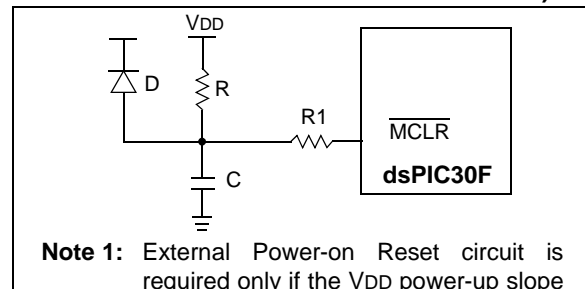 VDD
D
R
R1
MCLR
C
dsPIC30F
Note 1: External Power-on Reset circuit is
required only if the VDD power-up slope